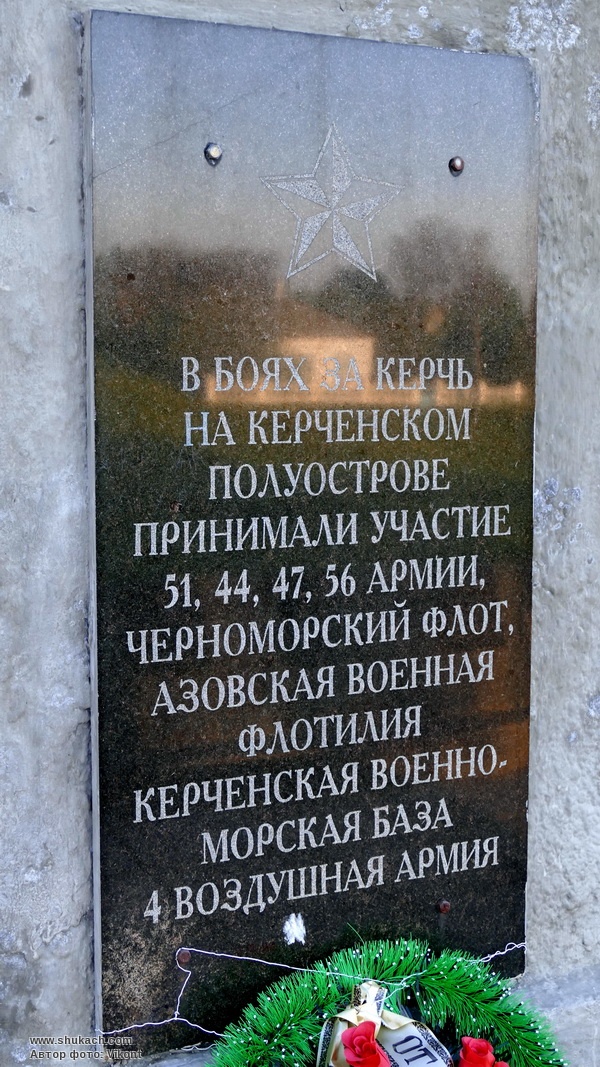 В БОЯХ ЗА КЕРЧЬ
НА КЕРЧЕНСКОМ
ПОЛУОСТРОВЕ
ПРИНИМАЛИ УЧАСТИЕ
51, 44, 47, 56 АРМИИ,
ЧЕРНОМОРСКИЙ ФЛОТ,
АЗОВСКАЯ ВОЕННАЯ
ФЛОТИЛИЯ
КЕРЧЕНСКАЯ ВОЕННО-
МОРСКАЯ БАЗА
4 ВОЗДУШНАЯ АРМИЯ
ОТ
www.shukach.com
Автор фото: Vikont